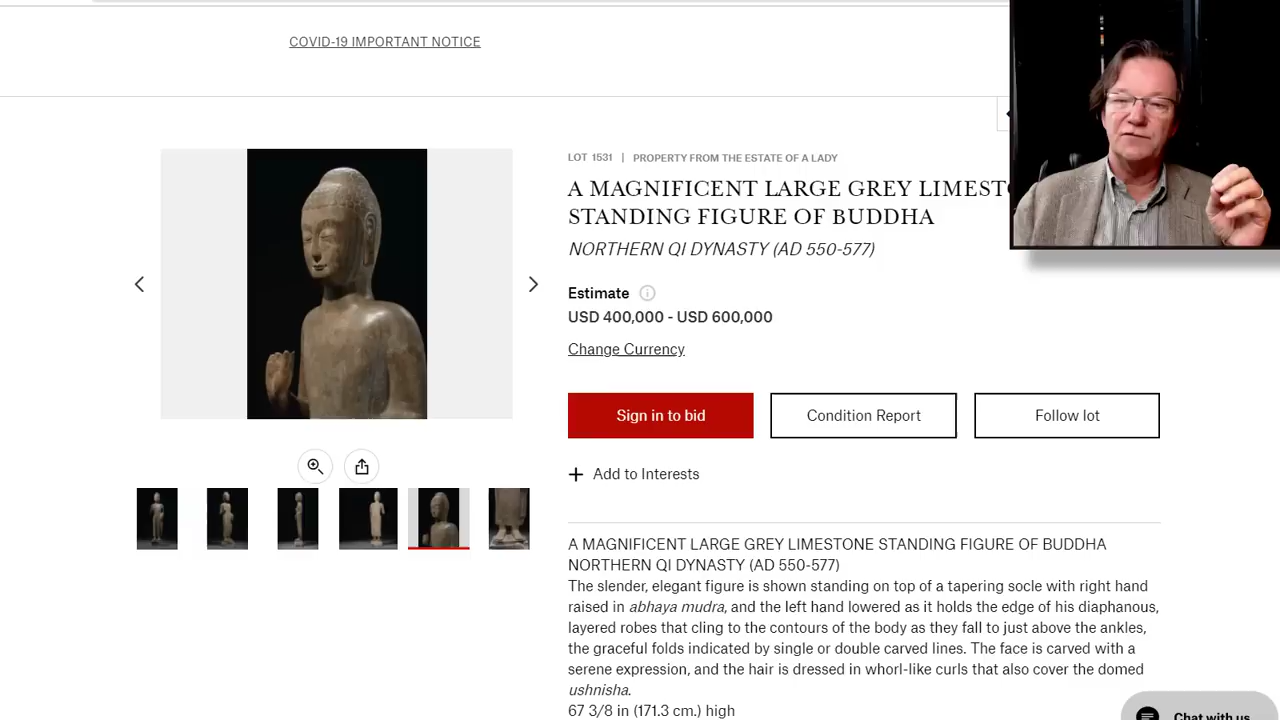 COVID-19 IMPORTANT NOTICE
LOT 1531 | PROPERTY FROM THE ESTATE OF A LADY
A MAGNIFICENT LARGE GREY LIMEST
STANDING FIGURE OF BUDDHA
NORTHERN QI DYNASTY (AD 550-577)
Estimate
USD 400,000 - USD 600,000
Change Currency
Sign in to bid
Condition Report
Follow lot
+ Add to Interests
A MAGNIFICENT LARGE GREY LIMESTONE STANDING FIGURE OF BUDDHA
NORTHERN QI DYNASTY (AD 550-577)
The slender, elegant figure is shown standing on top of a tapering socle with right hand
raised in abhaya mudra, and the left hand lowered as it holds the edge of his diaphanous,
layered robes that cling to the contours of the body as they fall to just above the ankles,
the graceful folds indicated by single or double carved lines. The face is carved with a
serene expression, and the hair is dressed in whorl-like curls that also cover the domed
ushnisha.
67 3/8 in (171.3 cm.) high
Chat with us